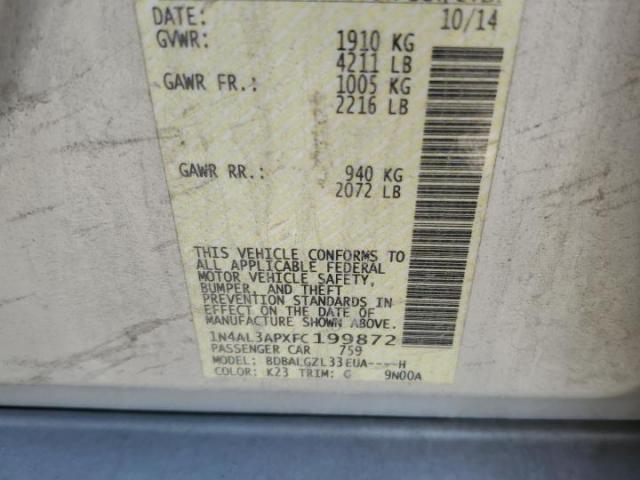 DATE: 10/14
GVWR: 1910 KG
4211 LB
GAWR FR.: 1005 KG
2216 LB
GAWR RR.: 940 KG
2072 LB
THIS VEHICLE CONFORMS TO
ALL APPLICABLE FEDERAL
MOTOR VEHICLE SAFETY,
BUMPER, AND THEFT
PREVENTION STANDARDS IN
EFFECT ON THE DATE OF
MANUFACTURE SHOWN ABOVE.
1N4AL3APXFC199872
PASSENGER CAR 759
MODEL: BDBALGZL33EUA----H
COLOR: K23 TRIM: G 9N00A